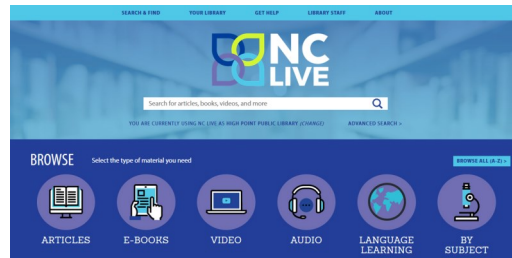 SEARCH & FIND YOUR LIBRARY GET HELP LIBRARY STAFF ABOUT
NC
LIVE
Search for articles, books, videos, and more
YOU ARE CURRENTLY USING NC LIVE AS HIGH POINT PUBLIC LIBRARY (CHANGE) ADVANCED SEARCH >
BROWSE Select the type of material you need BROWSE ALL (A-Z) >
ARTICLES E-BOOKS VIDEO AUDIO LANGUAGE LEARNING BY SUBJECT